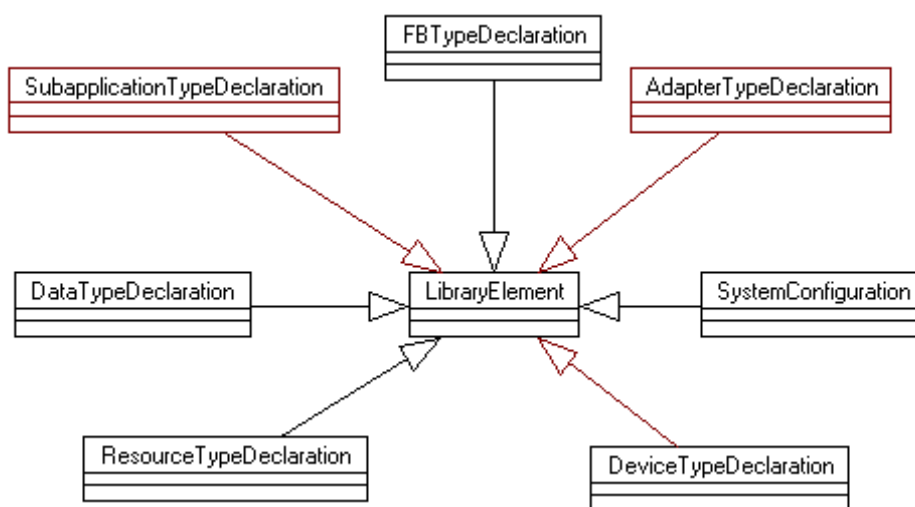 FBTypeDeclaration
SubapplicationTypeDeclaration
AdapterTypeDeclaration
DataTypeDeclaration
LibraryElement
SystemConfiguration
ResourceTypeDeclaration
DeviceTypeDeclaration